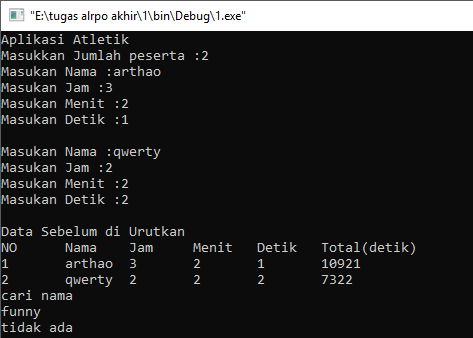 "E:\tugas alrpo akhir\1\bin\Debug\1.exe"
Aplikasi Atletik
Masukkan Jumlah peserta :2
Masukan Nama :arthao
Masukan Jam :3
Masukan Menit :2
Masukan Detik :1
Masukan Nama :qwerty
Masukan Jam :2
Masukan Menit :2
Masukan Detik :2
Data Sebelum di Urutkan
NO Nama Jam Menit Detik Total(detik)
1 arthao 3 2 1 10921
2 qwerty 2 2 2 7322
cari nama
funny
tidak ada